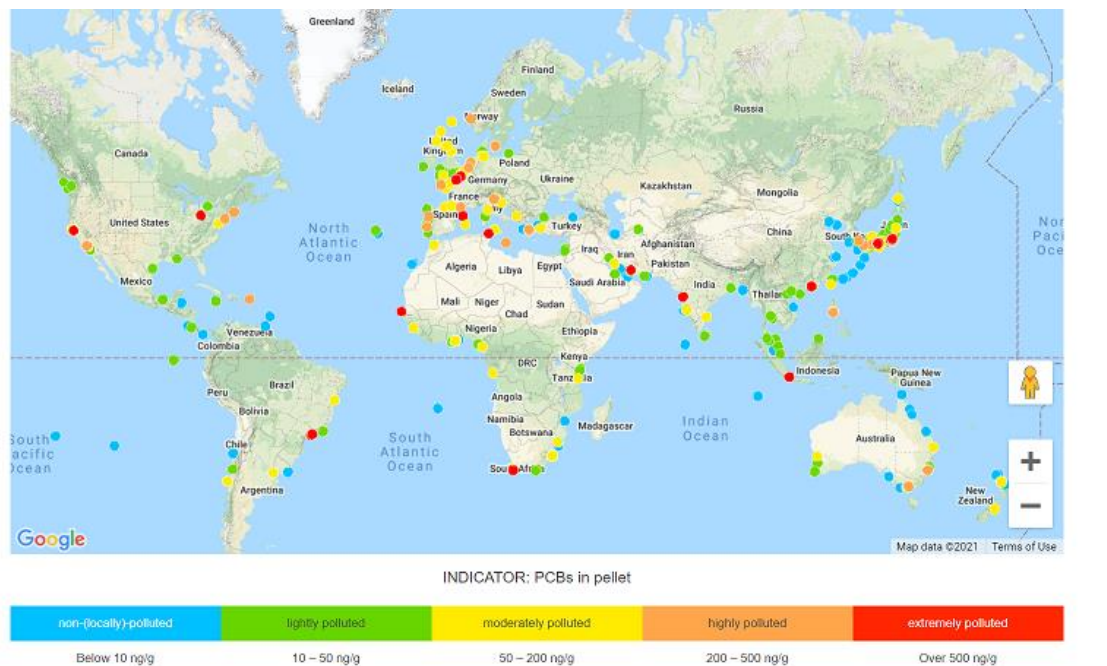 Greenland
Iceland
Finland
Sweden
Norway
Russia
Canada
United
Kingdom
Poland
Germany
Ukraine
France
Kazakhstan
Mongolia
United States
Spain
Turkey
China
South Ko
North
Atlantic
Ocean
Iraq
Iran
Afghanistan
Pakistan
Algeria
Libya
Egypt
Saudi Arabia
India
Mexico
Mali
Niger
Sudan
Chad
Thailand
Venezuela
Nigeria
Ethiopia
Colombia
Kenya
DRC
Tanzania
Indonesia
Papua New
Guinea
Peru
Brazil
Angola
Bolivia
Namibia
Botswana
Madagascar
Indian
Ocean
South
Atlantic
Ocean
Chile
Australia
South Africa
Argentina
New
Zealand
Google
Map data ©2021 Terms of Use
INDICATOR: PCBs in pellet
non-(locally)-polluted lightly polluted moderately polluted highly polluted extremely polluted
Below 10 ng/g 10 – 50 ng/g 50 – 200 ng/g 200 – 500 ng/g Over 500 ng/g